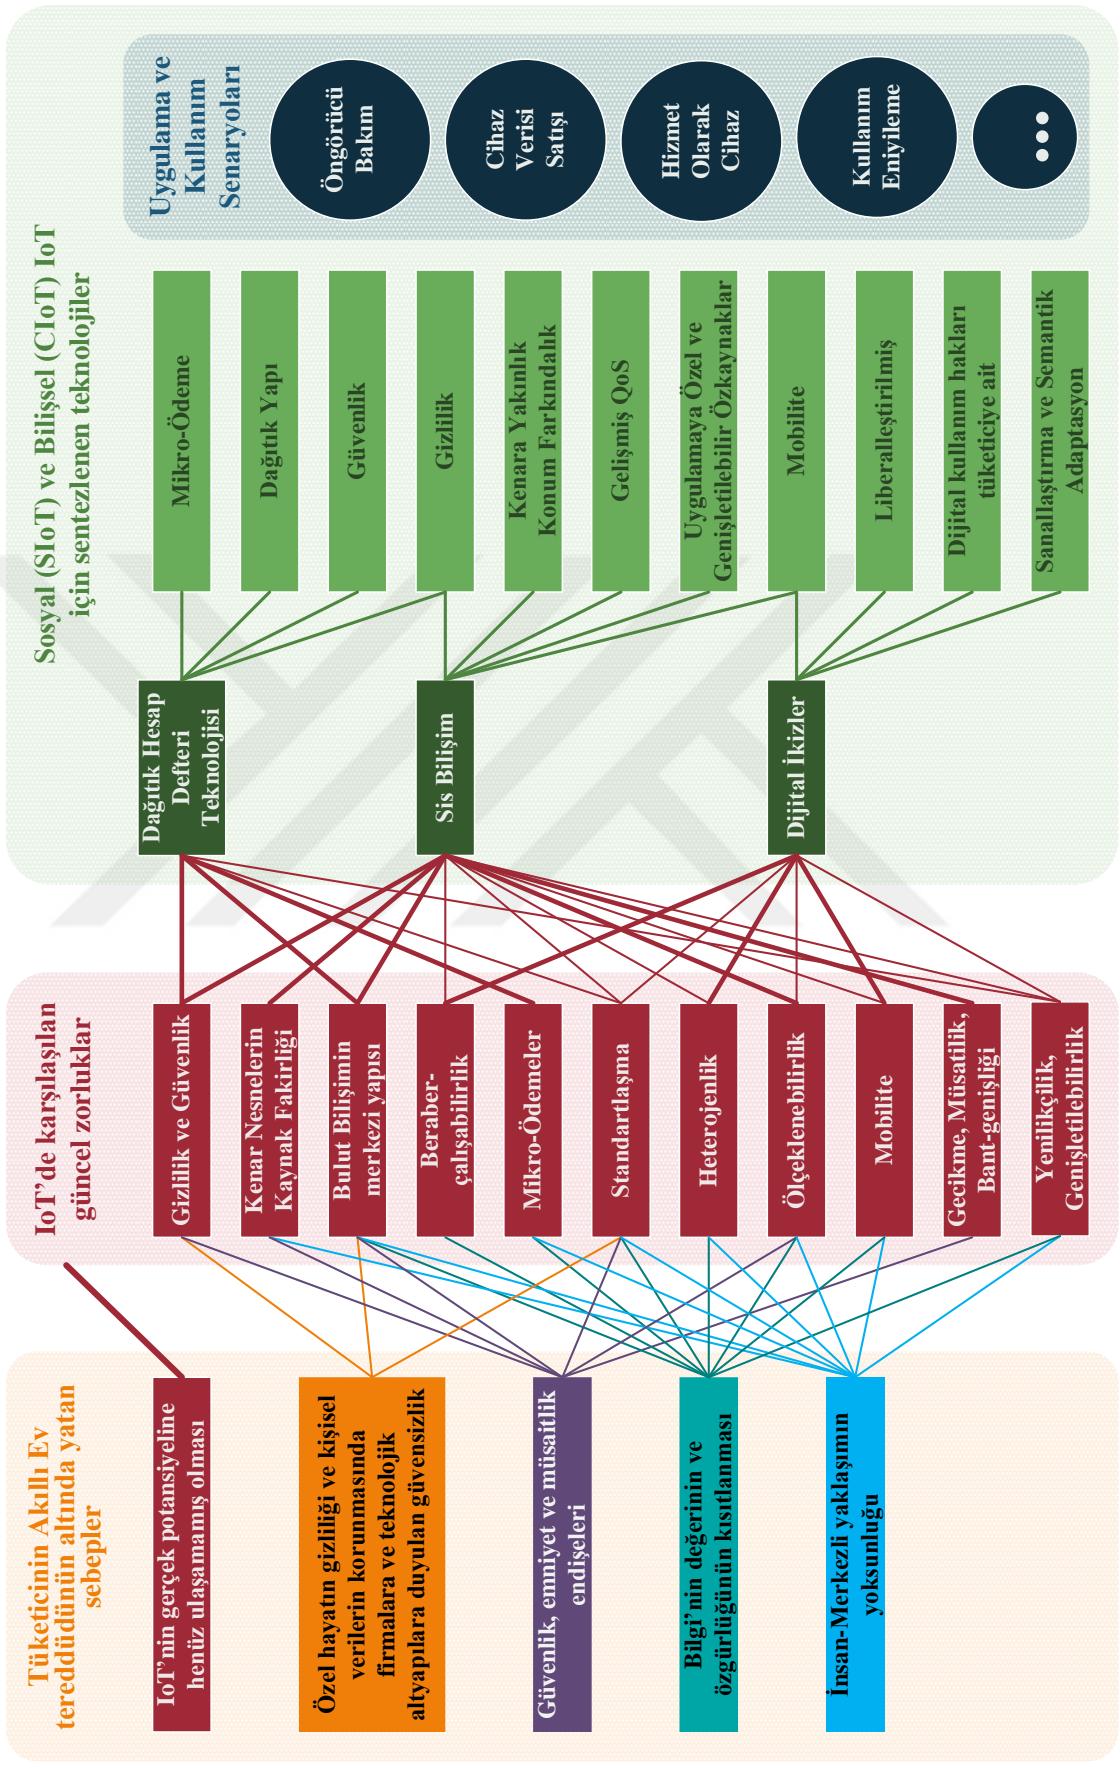 Tüketicinin Akıllı Ev
tereddüdünün altında yatan
sebepler
IoT'nin gerçek potansiyeline
henüz ulaşamamış olması
Özel hayatın gizliliği ve kişisel
verilerin korunmasında
firmalara ve teknolojik
altyapılara duyulan güvensizlik
Güvenlik, emniyet ve müsaitlik
endişeleri
Bilgi'nin değerinin ve
özgürlüğünün kısıtlanması
İnsan-Merkezli yaklaşımın
yoksunluğu
IoT'de karşılaşılan
güncel zorluklar
Gizlilik ve Güvenlik
Kenar Nesnelerin
Kaynak Fakirliği
Bulut Bilişimin
merkezi yapısı
Beraber-
çalışabilirlik
Mikro-Ödemeler
Standartlaşma
Heterojenlik
Ölçeklenebilirlik
Mobilite
Gecikme, Müsatilik,
Bant-genişliği
Yenilikçilik,
Genişletilebilirlik
Sosyal (SIoT) ve Bilişsel (CIoT) IoT
için sentezlenen teknolojiler
Dağıtık Hesap
Defteri
Teknolojisi
Sis Bilişim
Dijital İkizler
Mikro-Ödeme
Dağıtık Yapı
Güvenlik
Gizlilik
Kenara Yakınlık
Konum Farkındalık
Gelişmiş QoS
Uygulamaya Özel ve
Genişletilebilir Özkaynaklar
Mobilite
Liberalleştirilmiş
Dijital kullanım hakları
tüketiciye ait
Sanallaştırma ve Semantik
Adaptasyon
Uygulama ve
Kullanım
Senaryoları
Öngörücü
Bakım
Cihaz
Verisi
Satışı
Hizmet
Olarak
Cihaz
Kullanım
Eniyileme
...